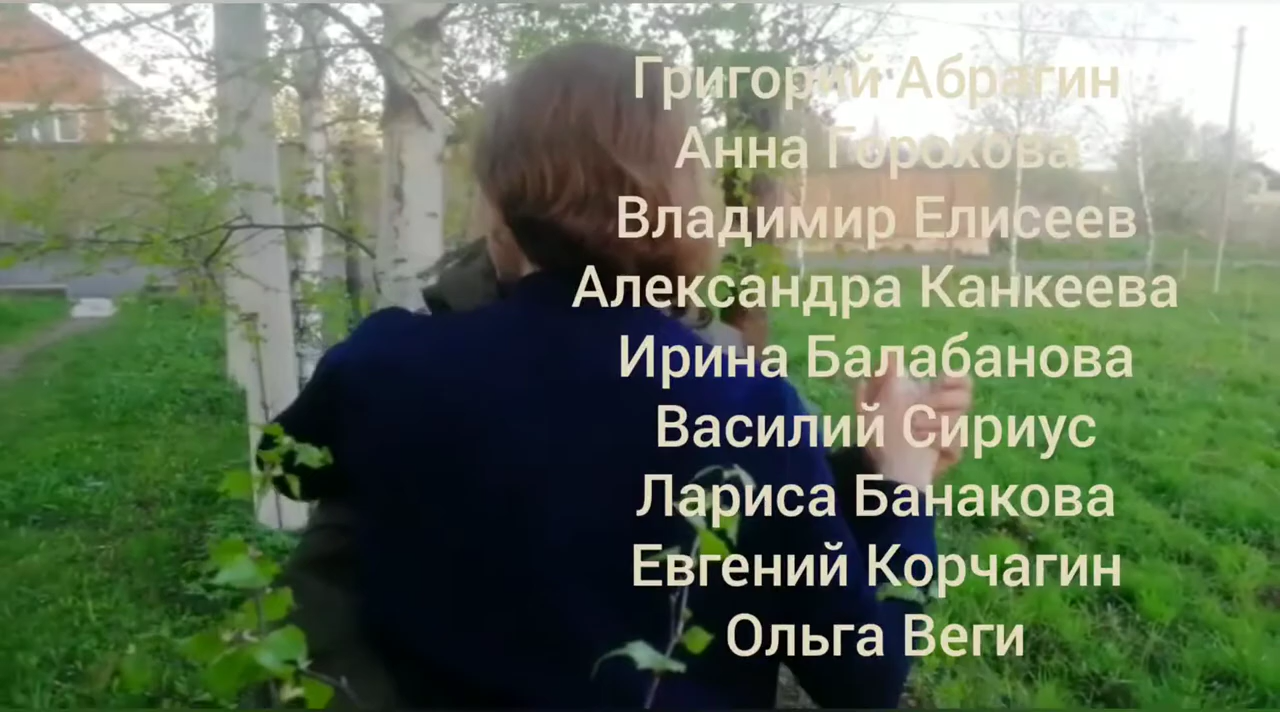 Григорий Абрагин
Анна Горохова
Владимир Елисеев
Александра Канкеева
Ирина Балабанова
Василий Сириус
Лариса Банакова
Евгений Корчагин
Ольга Веги